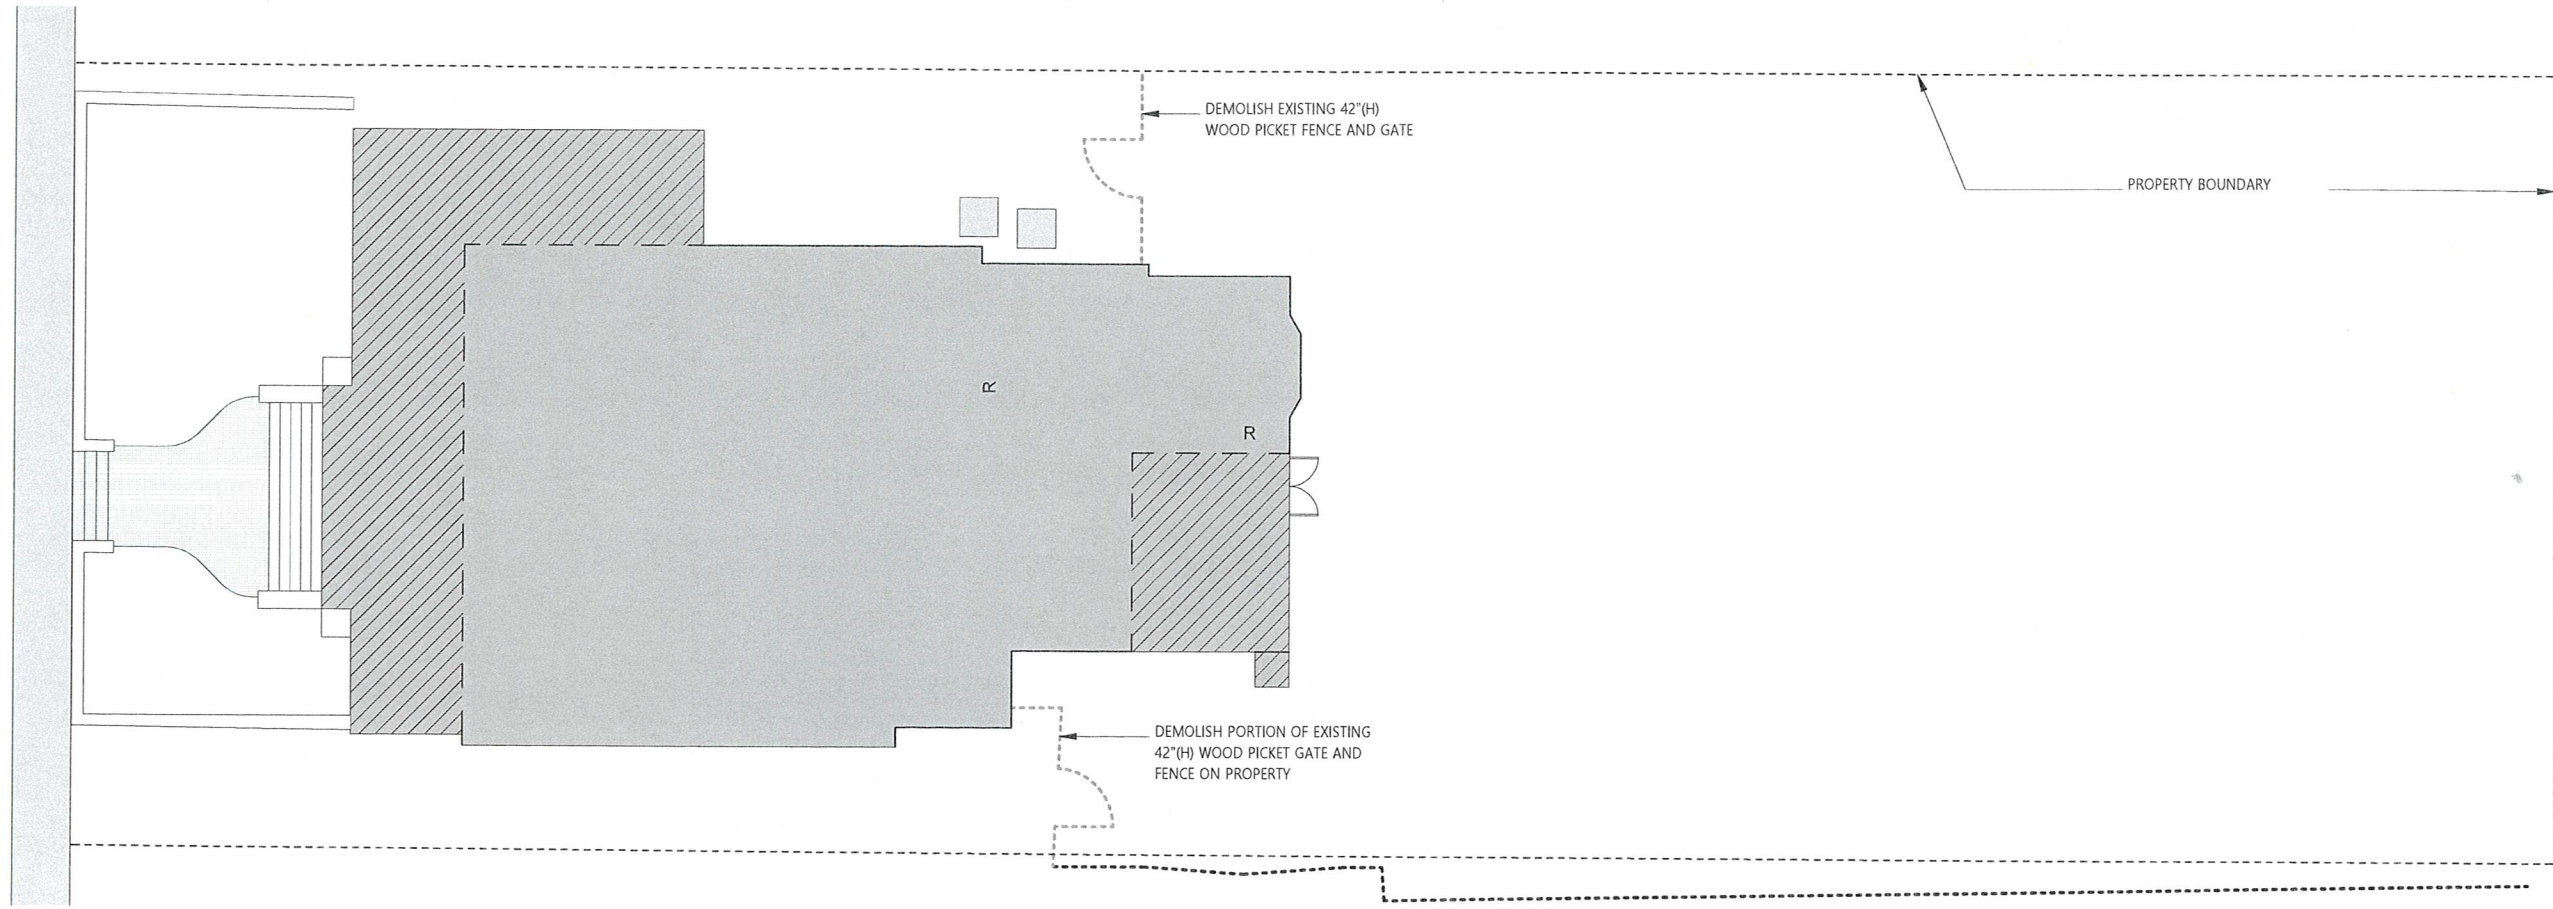 DEMOLISH EXISTING 42"(H)
WOOD PICKET FENCE AND GATE
PROPERTY BOUNDARY
R
R
DEMOLISH PORTION OF EXISTING
42"(H) WOOD PICKET GATE AND
FENCE ON PROPERTY